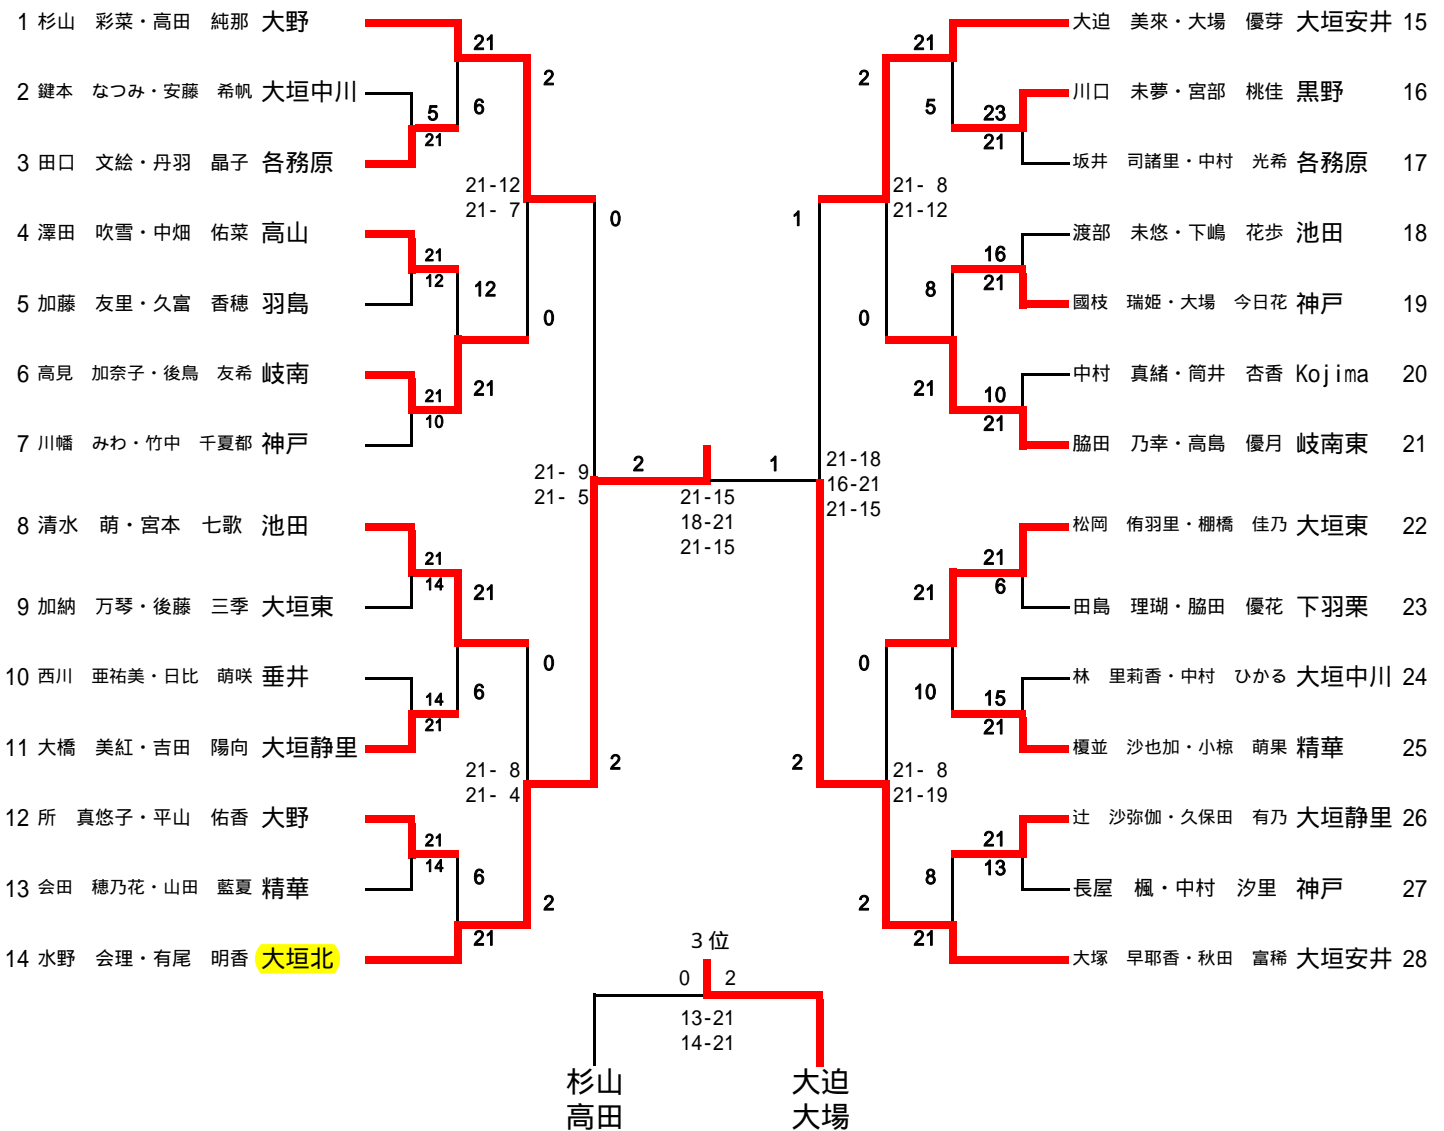 1 杉山　彩菜・高田　純那 大野
2 鍵本　なつみ・安藤　希帆 大垣中川
3 田口　文絵・丹羽　晶子 各務原
4 澤田　吹雪・中畑　佑菜 高山
5 加藤　友里・久富　香穂 羽島
6 高見　加奈子・後鳥　友希 岐南
7 川幡　みわ・竹中　千夏都 神戸
8 清水　萌・宮本　七歌 池田
9 加納　万琴・後藤　三季 大垣東
10 西川　亜祐美・日比　萌咲 垂井
11 大橋　美紅・吉田　陽向 大垣静里
12 所　真悠子・平山　佑香 大野
13 会田　穂乃花・山田　藍夏 精華
14 水野　会理・有尾　明香 大垣北
5
21
21
12
21
10
21
14
14
21
21
14
21
6
12
21
21
6
6
21
2
21-12
21- 7
0
0
21- 8
21- 4
2
0
21- 9
21- 5
2
2
1
21-15
18-21
21-15
1
21-18
16-21
21-15
2
2
21- 8
21-12
0
0
21- 8
21-19
2
21
5
8
21
21
10
8
21
23
21
16
21
10
21
21
6
15
21
21
13
大迫　美來・大場　優芽 大垣安井 15
川口　未夢・宮部　桃佳 黒野 16
坂井　司諸里・中村　光希 各務原 17
渡部　未悠・下嶋　花歩 池田 18
國枝　瑞姫・大場　今日花 神戸 19
中村　真緒・筒井　杏香 Kojima 20
脇田　乃幸・高島　優月 岐南東 21
松岡　侑羽里・棚橋　佳乃 大垣東 22
田島　理瑚・脇田　優花 下羽栗 23
林　里莉香・中村　ひかる 大垣中川 24
榎並　沙也加・小椋　萌果 精華 25
辻　沙弥伽・久保田　有乃 大垣静里 26
長屋　楓・中村　汐里 神戸 27
大塚　早耶香・秋田　富稀 大垣安井 28
3位
0 2
13-21
14-21
杉山
高田
大迫
大場